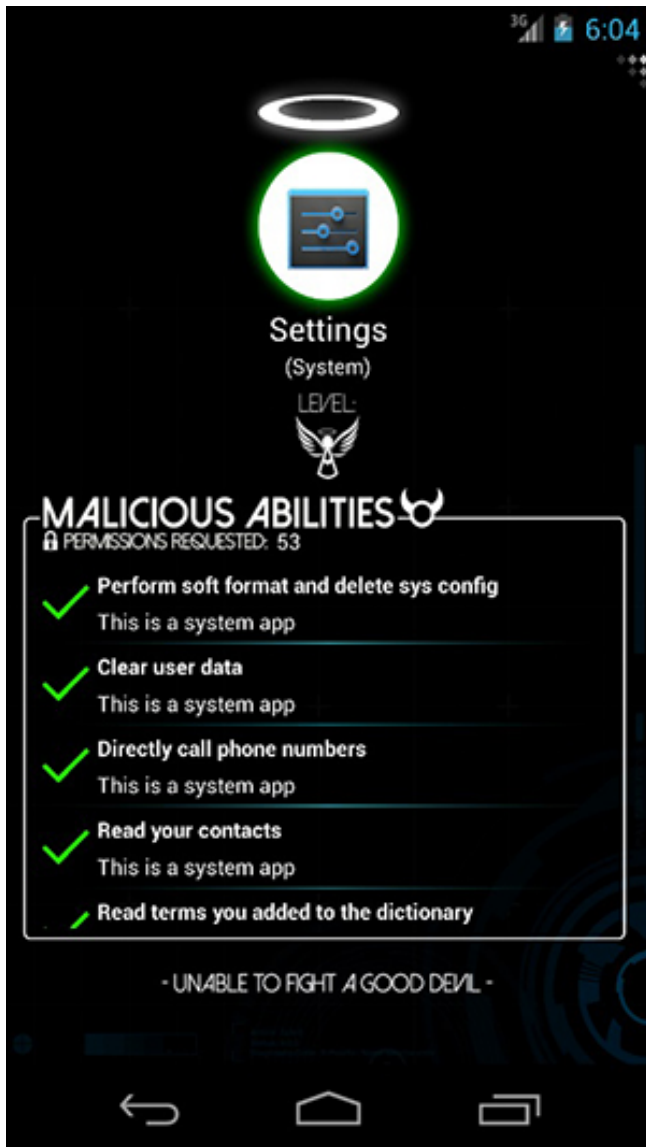 3G 6:04
Settings
(System)
LEVEL:
MALICIOUS ABILITIES
PERMISSIONS REQUESTED: 53
Perform soft format and delete sys config
This is a system app
Clear user data
This is a system app
Directly call phone numbers
This is a system app
Read your contacts
This is a system app
Read terms you added to the dictionary
- UNABLE TO FIGHT A GOOD DEVIL -